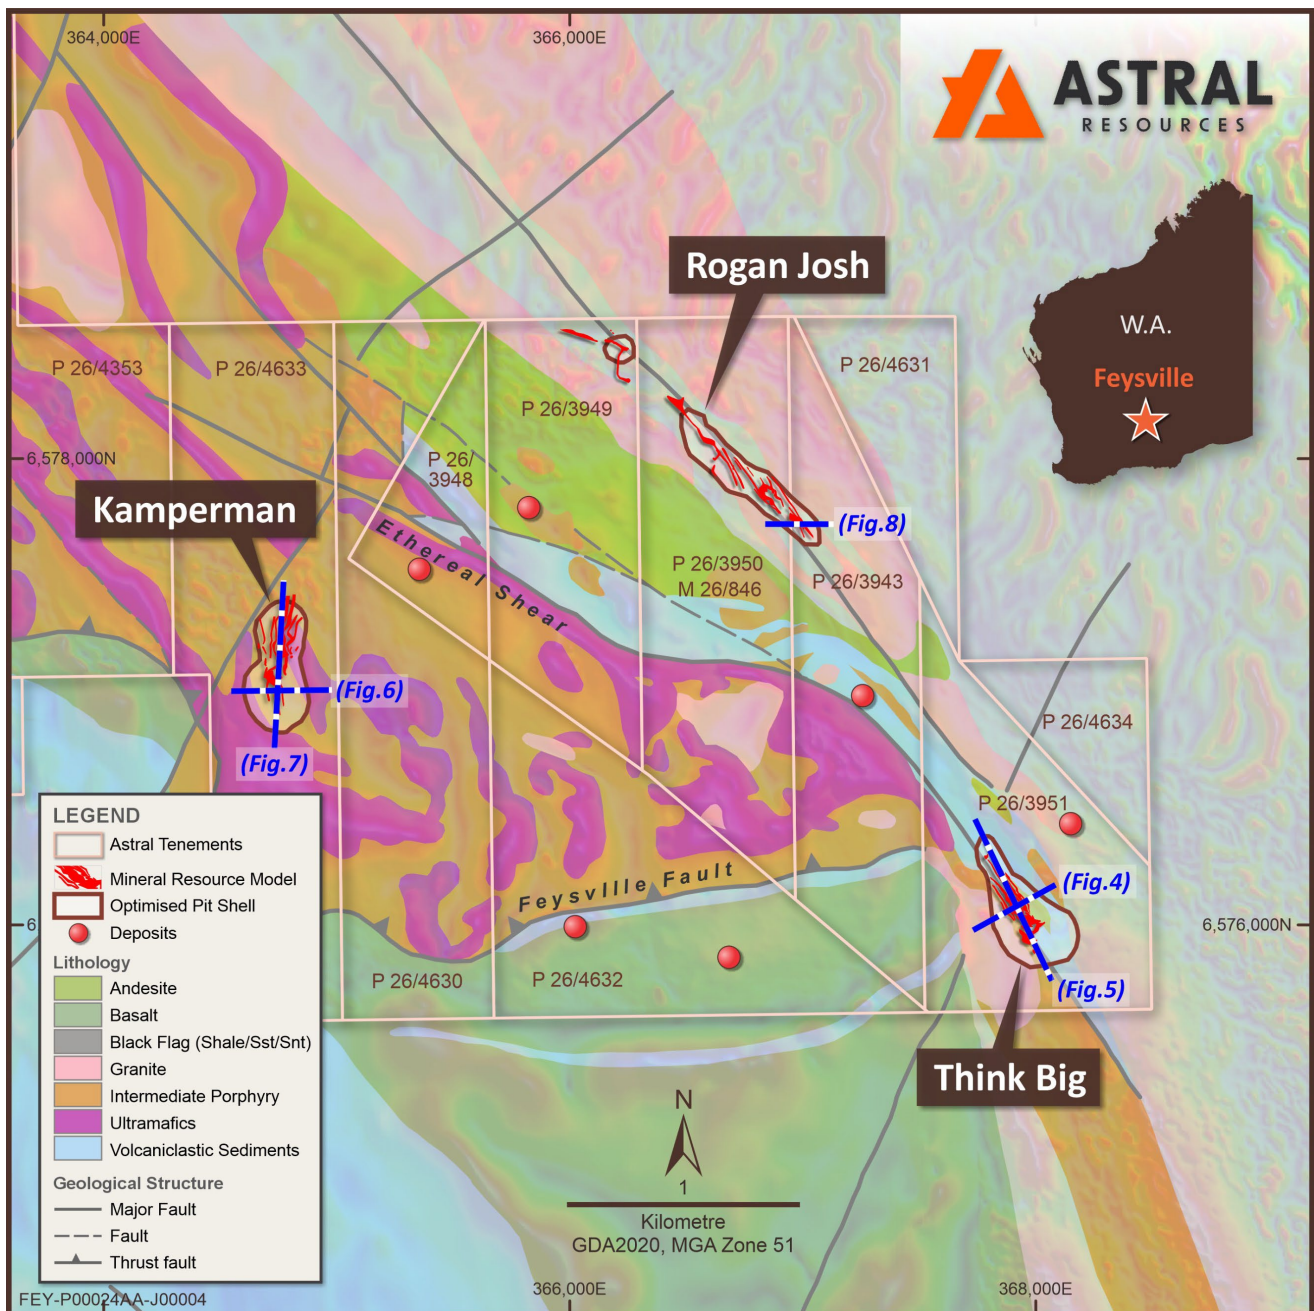 364,000E
366,000E
ASTRAL
RESOURCES
Rogan Josh
W.A.
Feysville
P 26/4353
P 26/4633
P 26/4631
P 26/3949
6,578,000N
P 26/
3948
Kamperman
(Fig.8)
Ethereal Shear
P 26/3950
M 26/846
P 26/3943
(Fig.6)
(Fig.7)
P 26/4634
P 26/3951
(Fig.4)
Feysville Fault
6
6,576,000N
P 26/4630
P 26/4632
(Fig.5)
Think Big
LEGEND
Astral Tenements
Mineral Resource Model
Optimised Pit Shell
Deposits
Lithology
Andesite
Basalt
Black Flag (Shale/Sst/Snt)
Granite
Intermediate Porphyry
Ultramafics
Volcaniclastic Sediments
Geological Structure
Major Fault
Fault
Thrust fault
N
1
Kilometre
GDA2020, MGA Zone 51
366,000E
368,000E
FEY-P00024AA-J00004